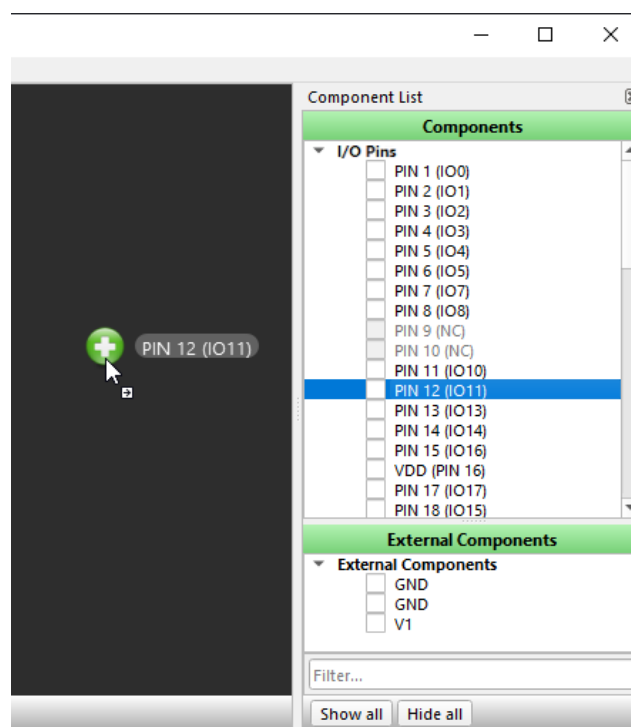 Component List
Components
I/O Pins
PIN 1 (IO0)
PIN 2 (IO1)
PIN 3 (IO2)
PIN 4 (IO3)
PIN 5 (IO4)
PIN 6 (IO5)
PIN 7 (IO7)
PIN 8 (IO8)
PIN 9 (NC)
PIN 10 (NC)
PIN 11 (IO10)
PIN 12 (IO11)
PIN 13 (IO13)
PIN 14 (IO14)
PIN 15 (IO16)
VDD (PIN 16)
PIN 17 (IO17)
PIN 18 (IO15)
PIN 12 (IO11)
External Components
External Components
GND
GND
V1
Filter...
Show all
Hide all